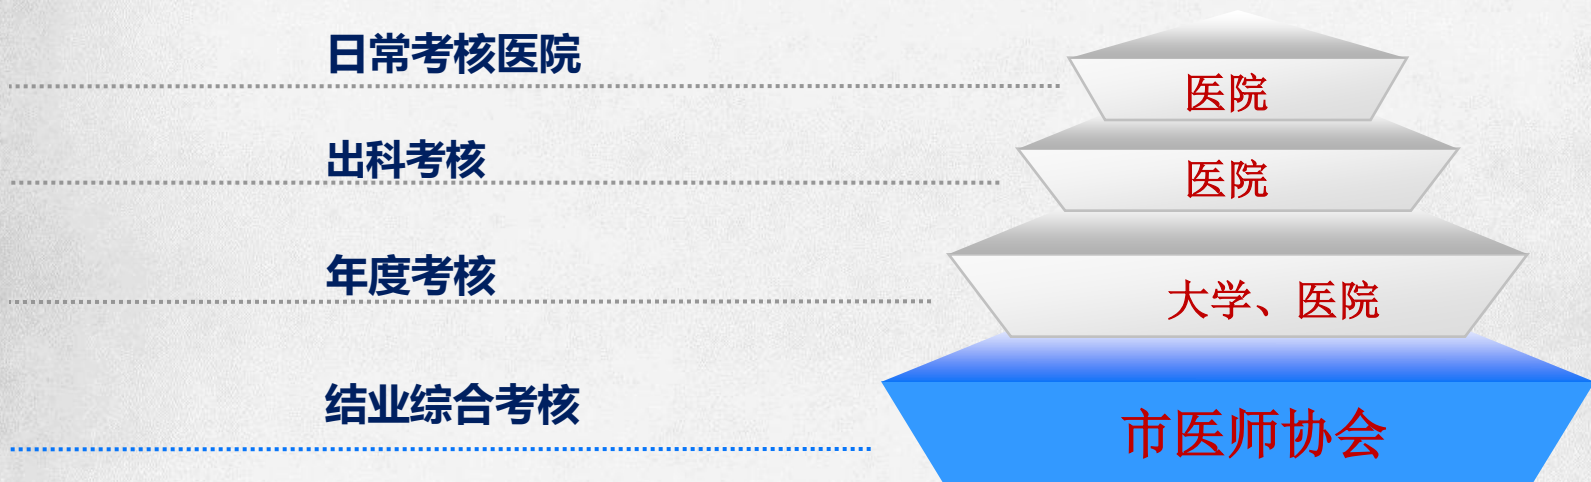 日常考核医院
医院
出科考核
医院
年度考核
大学、医院
结业综合考核
市医师协会